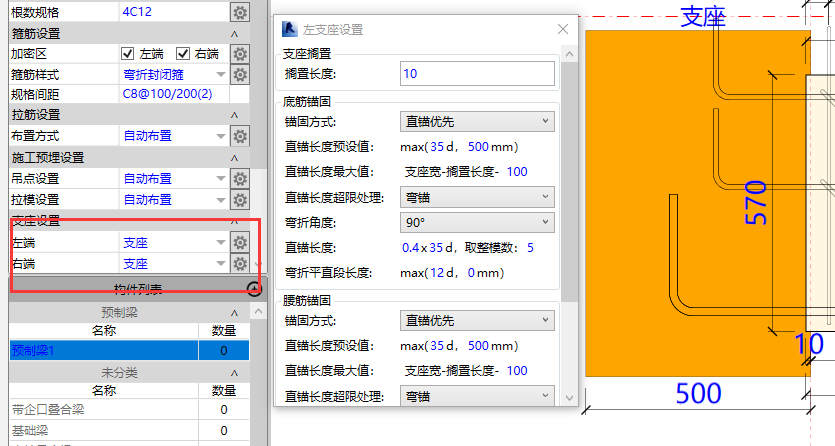 根数规格 4C12
箍筋设置
加密区 左端 右端
箍筋样式 弯折封闭箍
规格间距 C8@100/200(2)
拉筋设置
布置方式 自动布置
施工预埋设置
吊点设置 自动布置
拉模设置 自动布置
支座设置
左端 支座
右端 支座
构件列表
预制梁
名称 数量
预制梁1 0
未分类
名称 数量
带企口叠合梁 0
基础梁 0
左支座设置
支座搁置
搁置长度: 10
底筋锚固
锚固方式: 直锚优先
直锚长度预设值: max( 35 d, 500 mm)
直锚长度最大值: 支座宽-搁置长度- 100
直锚长度超限处理: 弯锚
弯折角度: 90°
直锚长度: 0.4 x 35 d, 取整模数: 5
弯折平直段长度: max( 12 d, 0 mm)
腰筋锚固
锚固方式: 直锚优先
直锚长度预设值: max( 35 d, 500 mm)
直锚长度最大值: 支座宽-搁置长度- 100
直锚长度超限处理: 弯锚
支座
570
10
500